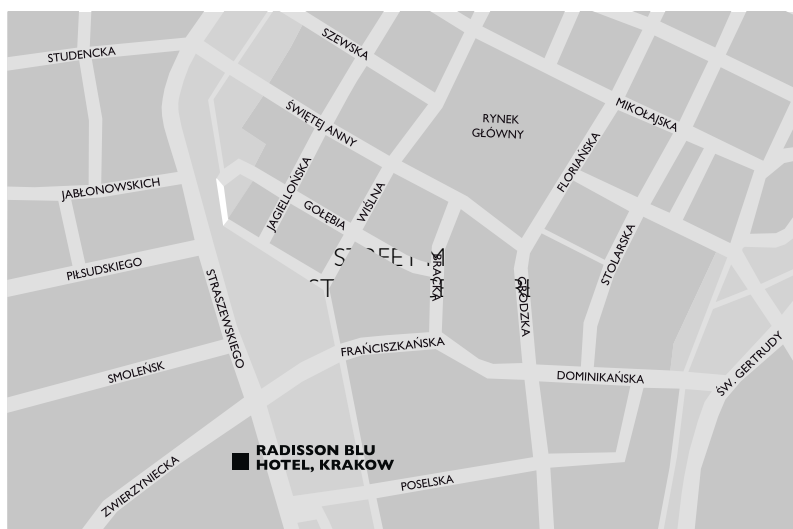 STUDENCKA
SZEWSKA
ŚWIĘTEJ ANNY
RYNEK
GŁÓWNY
MIKOŁAJSKA
FLORIAŃSKA
JABŁONOWSKICH
JAGIELLOŃSKA
GOŁĘBIA
WIŚLNA
PIŁSUDSKIEGO
STRASZEWSKIEGO
BRACKA
GRODZKA
STOLARSKA
FRAŃCISZKAŃSKA
SMOLEŃSK
DOMINIKAŃSKA
ŚW. GERTRUDY
RADISSON BLU
HOTEL, KRAKOW
ZWIERZYNIECKA
POSELSKA